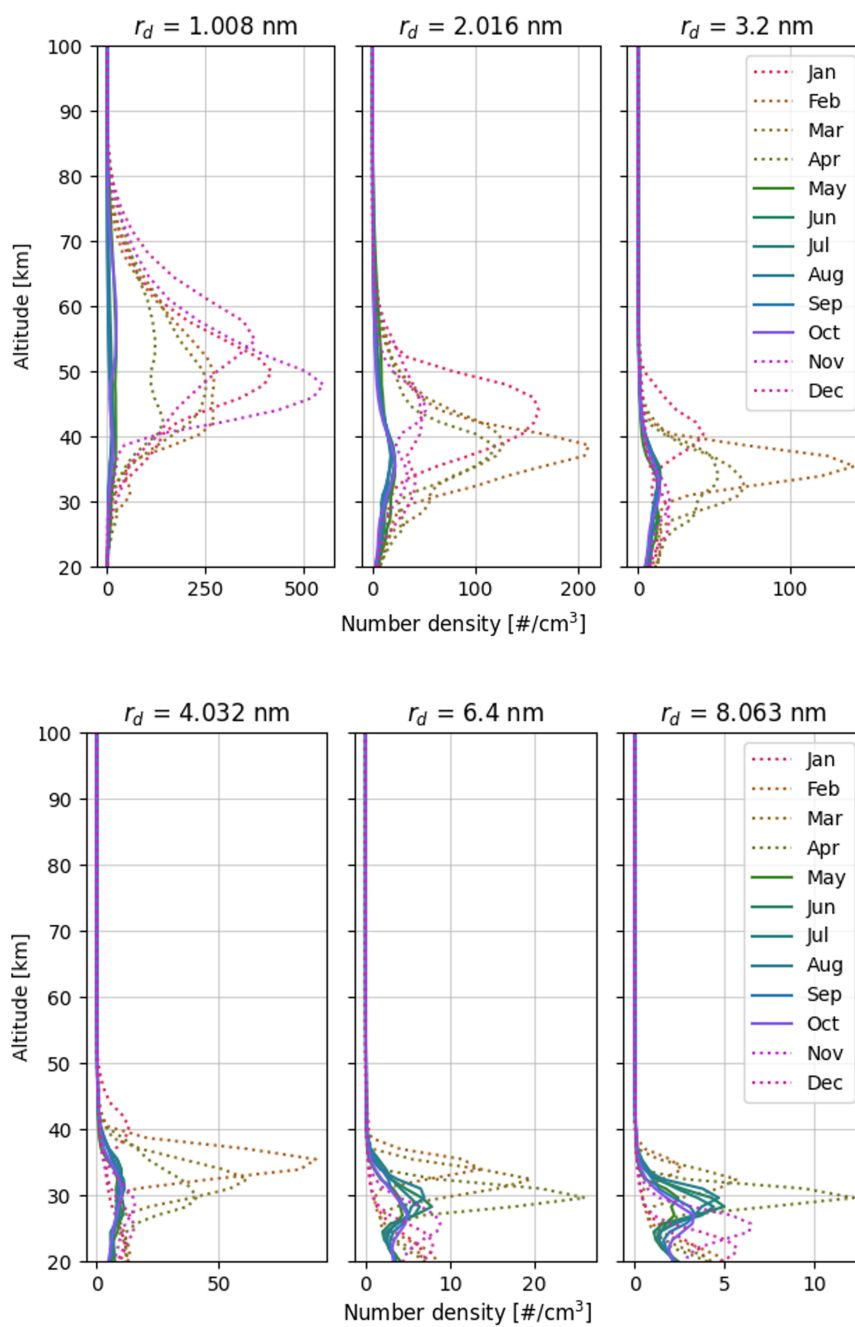 r_d = 1.008 nm
r_d = 2.016 nm
r_d = 3.2 nm
100
90
80
70
60
50
40
30
20
Altitude [km]
0 250 500
0 100 200
0 100
Number density [#/cm³]
Jan
Feb
Mar
Apr
May
Jun
Jul
Aug
Sep
Oct
Nov
Dec
r_d = 4.032 nm
r_d = 6.4 nm
r_d = 8.063 nm
100
90
80
70
60
50
40
30
20
Altitude [km]
0 50
0 10 20
0 5 10
Number density [#/cm³]
Jan
Feb
Mar
Apr
May
Jun
Jul
Aug
Sep
Oct
Nov
Dec